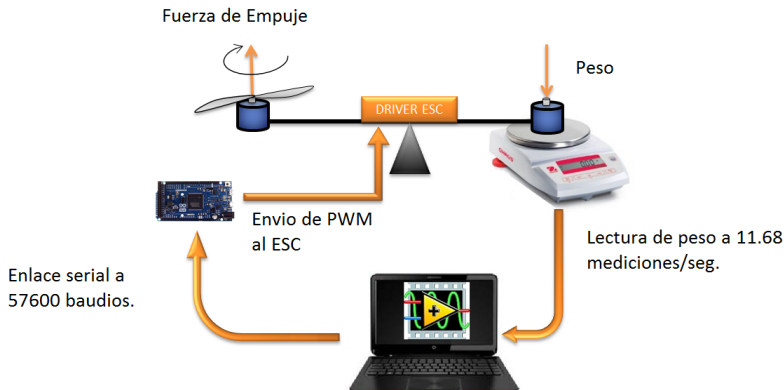 Fuerza de Empuje
Peso
DRIVER ESC
Envio de PWM
al ESC
Lectura de peso a 11.68
mediciones/seg.
Enlace serial a
57600 baudios.